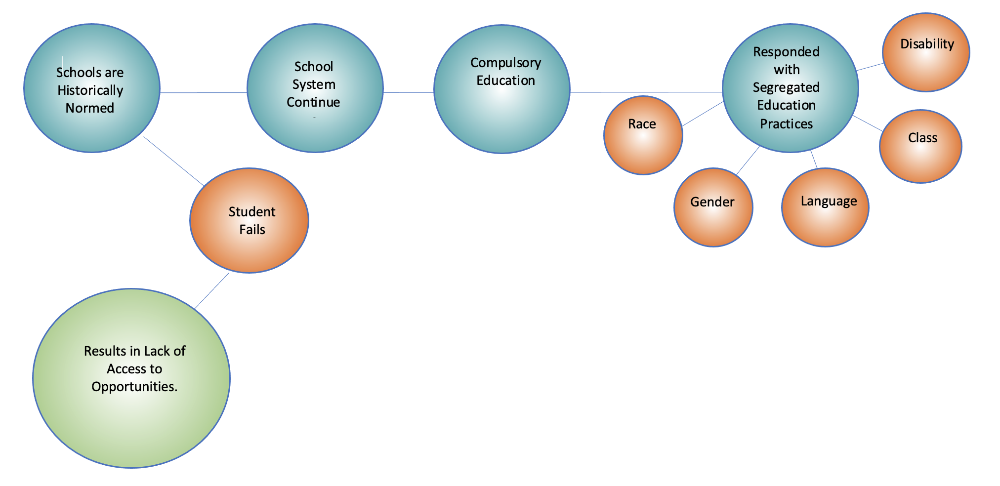 Schools are
Historically
Normed
School
System
Continue
Compulsory
Education
Responded
with
Segregated
Education
Practices
Disability
Class
Race
Gender
Language
Student
Fails
Results in Lack of
Access to
Opportunities.